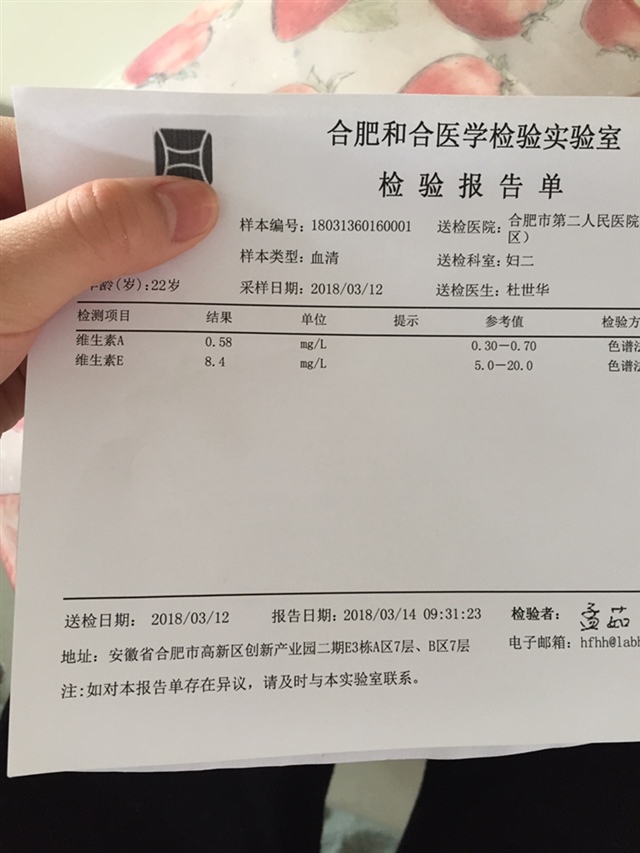 合肥和合医学检验实验室
检验报告单
样本编号: 18031360160001 送检医院: 合肥市第二人民医院
区)
样本类型: 血清 送检科室: 妇二
龄(岁):22岁 采样日期: 2018/03/12 送检医生: 杜世华
检测项目 结果 单位 提示 参考值 检验方
维生素A 0.58 mg/L 0.30—0.70 色谱法
维生素E 8.4 mg/L 5.0—20.0 色谱法
送检日期: 2018/03/12 报告日期: 2018/03/14 09:31:23 检验者: 孟茹
地址: 安徽省合肥市高新区创新产业园二期E3栋A区7层、B区7层 电子邮箱: hfhh@labb
注:如对本报告单存在异议，请及时与本实验室联系。